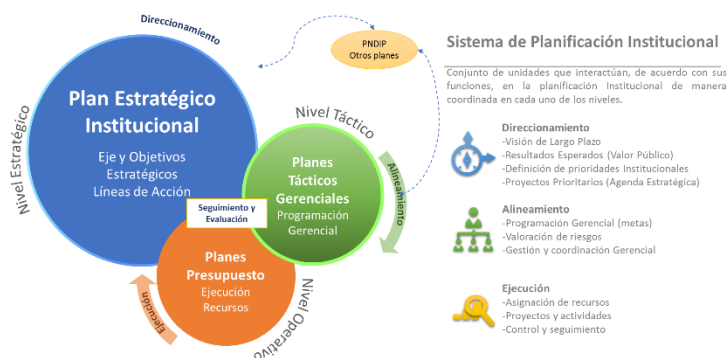 Direccionamiento
PNDIP
Otros planes
Nivel Estratégico
Plan Estratégico
Institucional
Eje y Objetivos
Estratégicos
Líneas de Acción
Nivel Táctico
Planes
Tácticos
Gerenciales
Programación
Gerencial
Alineamiento
Seguimiento y
Evaluación
Planes
Presupuesto
Ejecución
Recursos
Nivel Operativo
Ejecución
Sistema de Planificación Institucional
Conjunto de unidades que interactúan, de acuerdo con sus
funciones, en la planificación Institucional de manera
coordinada en cada uno de los niveles.
Direccionamiento
-Visión de Largo Plazo
-Resultados Esperados (Valor Público)
-Definición de prioridades Institucionales
-Proyectos Prioritarios (Agenda Estratégica)
Alineamiento
-Programación Gerencial (metas)
-Valoración de riesgos
-Gestión y coordinación Gerencial
Ejecución
-Asignación de recursos
-Proyectos y actividades
-Control y seguimiento